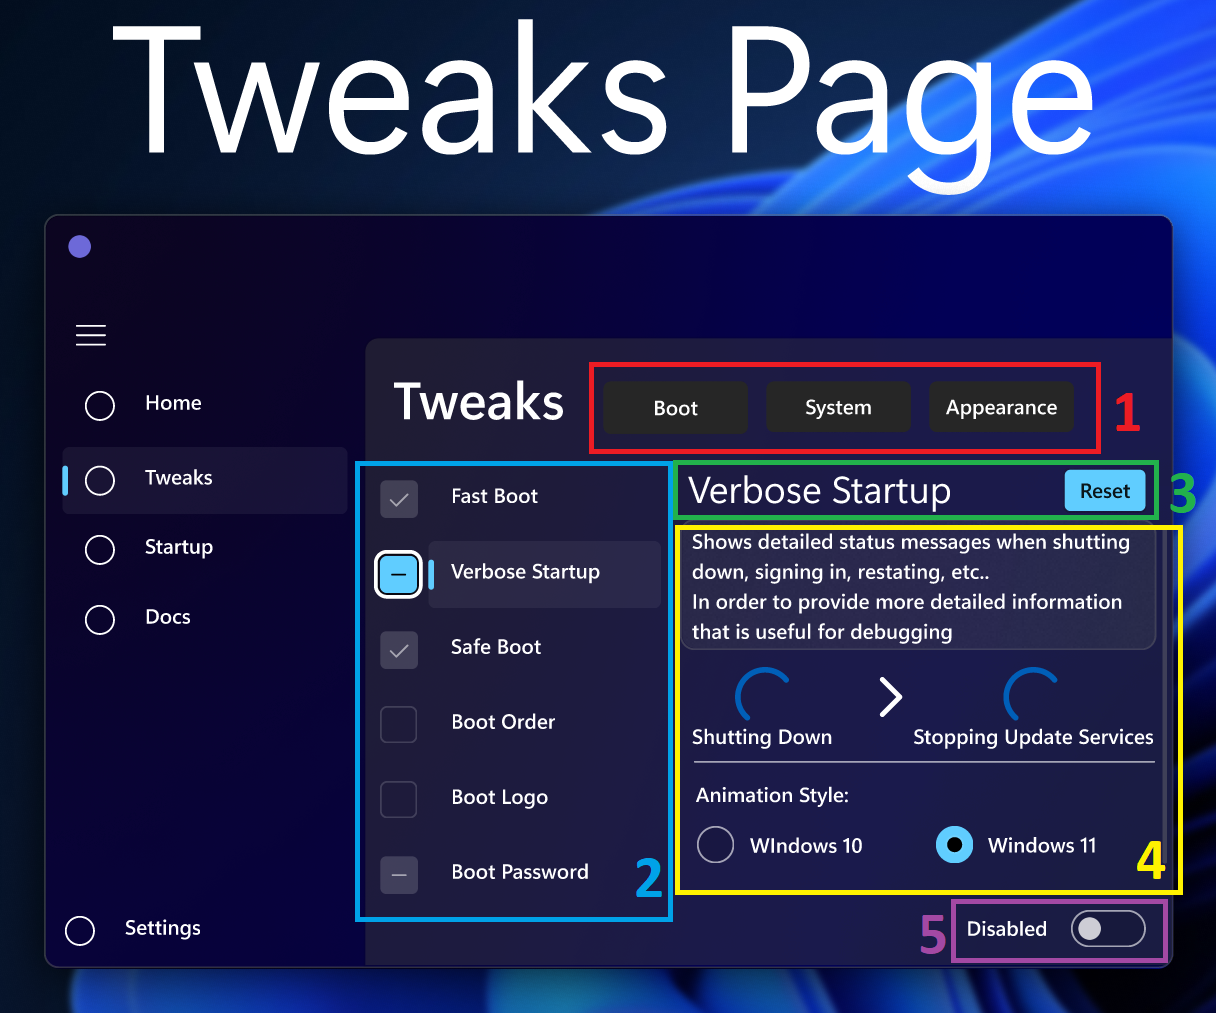 Tweaks Page
Home
Tweaks
Startup
Docs
Settings
Tweaks
Boot
System
Appearance
1
Fast Boot
Verbose Startup
Safe Boot
Boot Order
Boot Logo
Boot Password
2
Verbose Startup
Reset
3
Shows detailed status messages when shutting
down, signing in, restating, etc..
In order to provide more detailed information
that is useful for debugging
Shutting Down
Stopping Update Services
Animation Style:
WIndows 10
Windows 11
4
5
Disabled